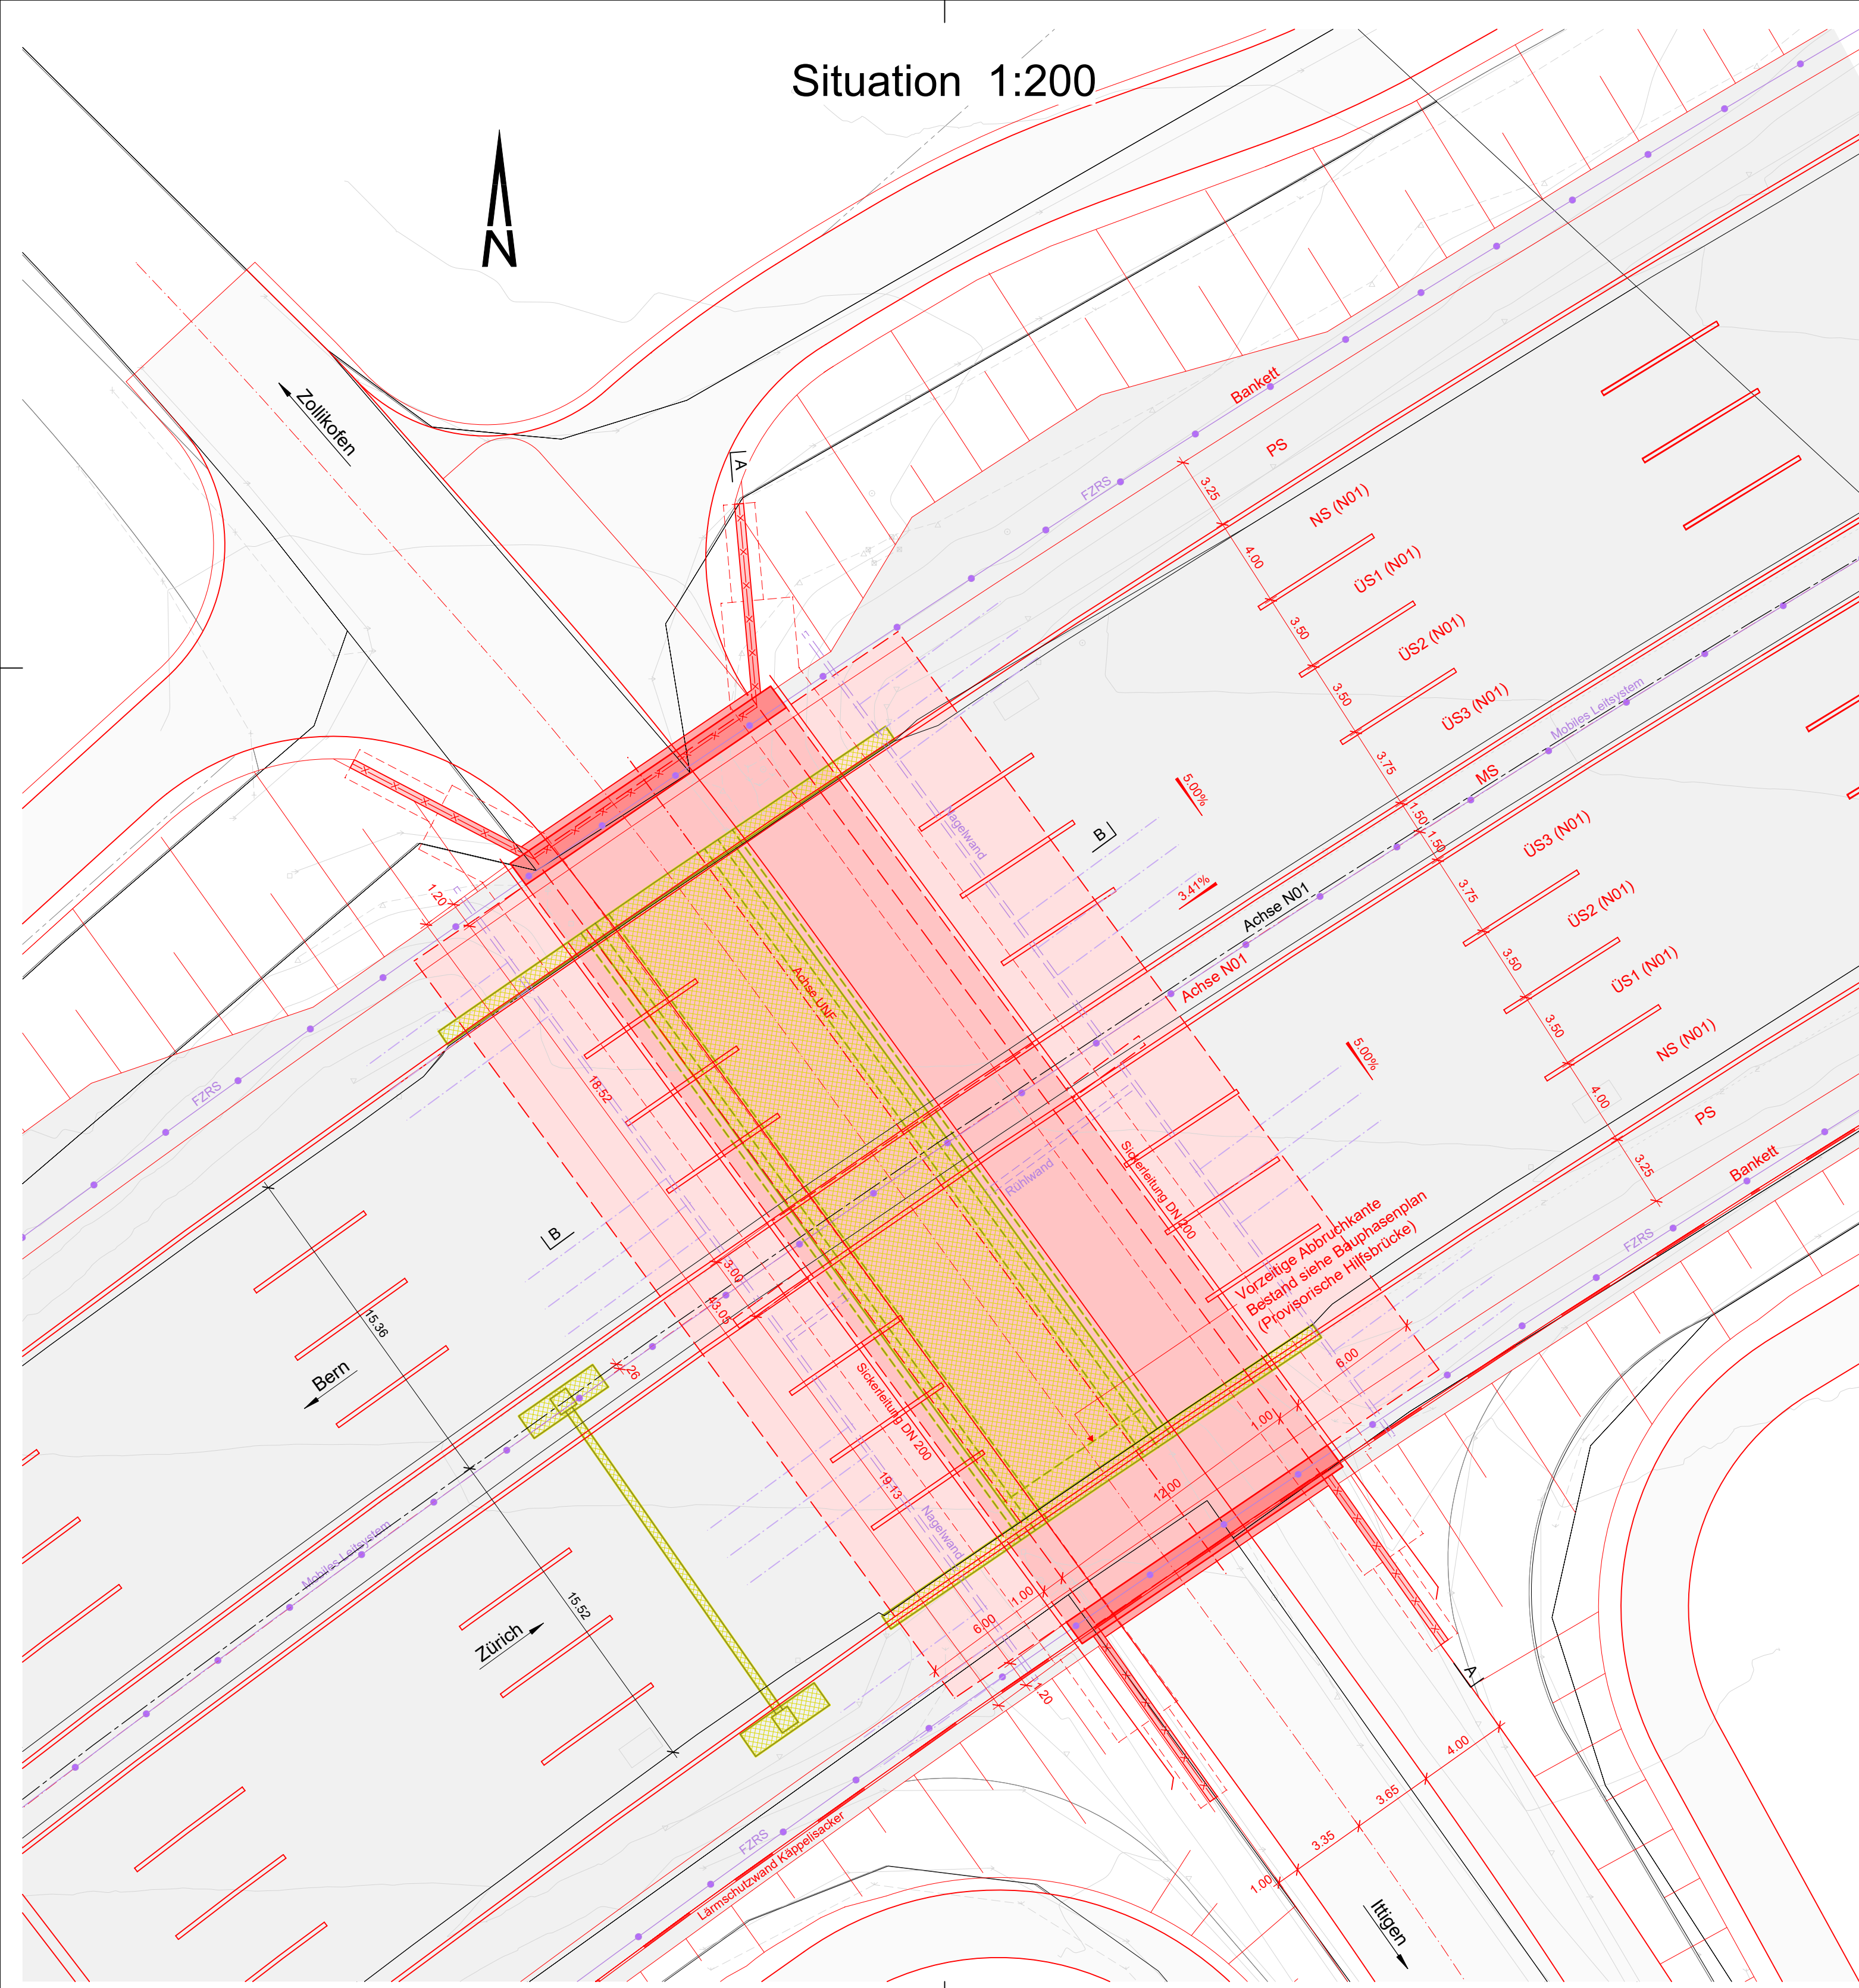 Situation 1:200
N
Zollikofen
A
Bankett
PS
FZRS
3.25
NS (N01)
4.00
ÜS1 (N01)
3.50
ÜS2 (N01)
3.50
ÜS3 (N01)
3.75
Mobiles Leitsystem
MS
1.50
1.50
ÜS3 (N01)
3.75
ÜS2 (N01)
3.50
ÜS1 (N01)
3.50
NS (N01)
4.00
PS
3.25
Bankett
FZRS
5.00%
B
3.41%
Achse N01
Achse N01
5.00%
Nagelwand
1.20
Achse UNF
FZRS
18.52
Sickerleitung DN 200
Rühlwand
B
3.00
43.05
Vorzeitige Abbruchkante
Bestand siehe Bauphasenplan
(Provisorische Hilfsbrücke)
15.36
Bern
.26
6.00
Sickerleitung DN 200
1.00
19.13
12.00
Nagelwand
Mobiles Leitsystem
15.52
Zürich
1.00
6.00
1.20
A
4.00
3.65
3.35
1.00
FZRS
Lärmschutzwand Käppelisacker
Ittigen